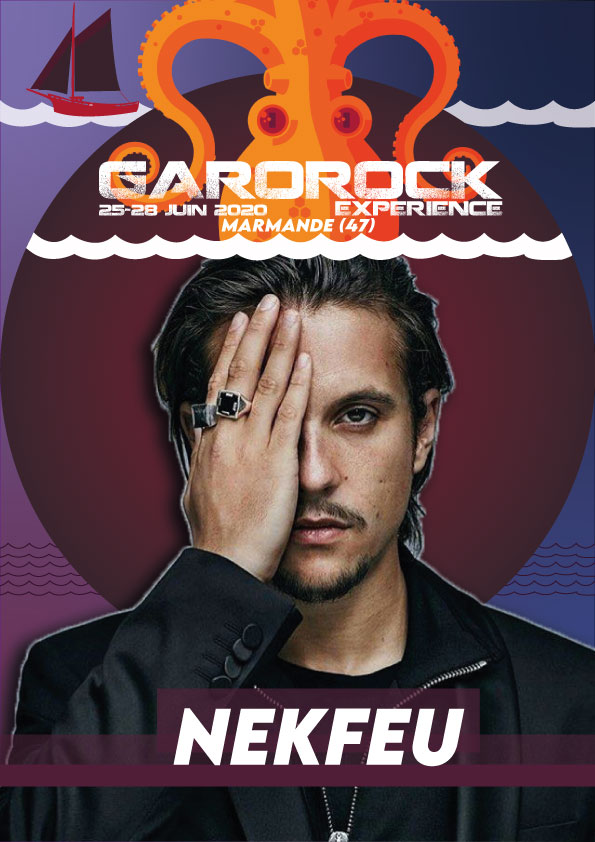 GAROROCK
25-28 JUIN 2020 EXPERIENCE
MARMANDE (47)
NEKFEU